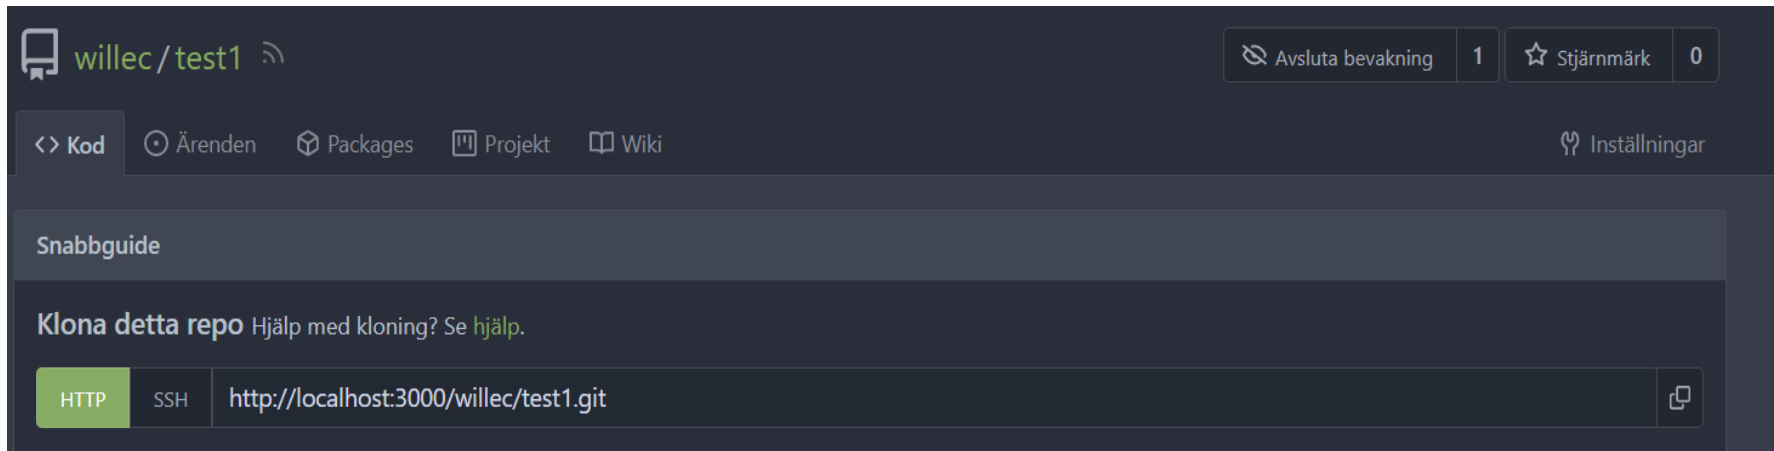 willec / test1
Avsluta bevakning 1 Stjärnmärk 0
Kod Ärenden Packages Projekt Wiki Inställningar
Snabbguide
Klona detta repo Hjälp med kloning? Se hjälp.
HTTP SSH http://localhost:3000/willec/test1.git